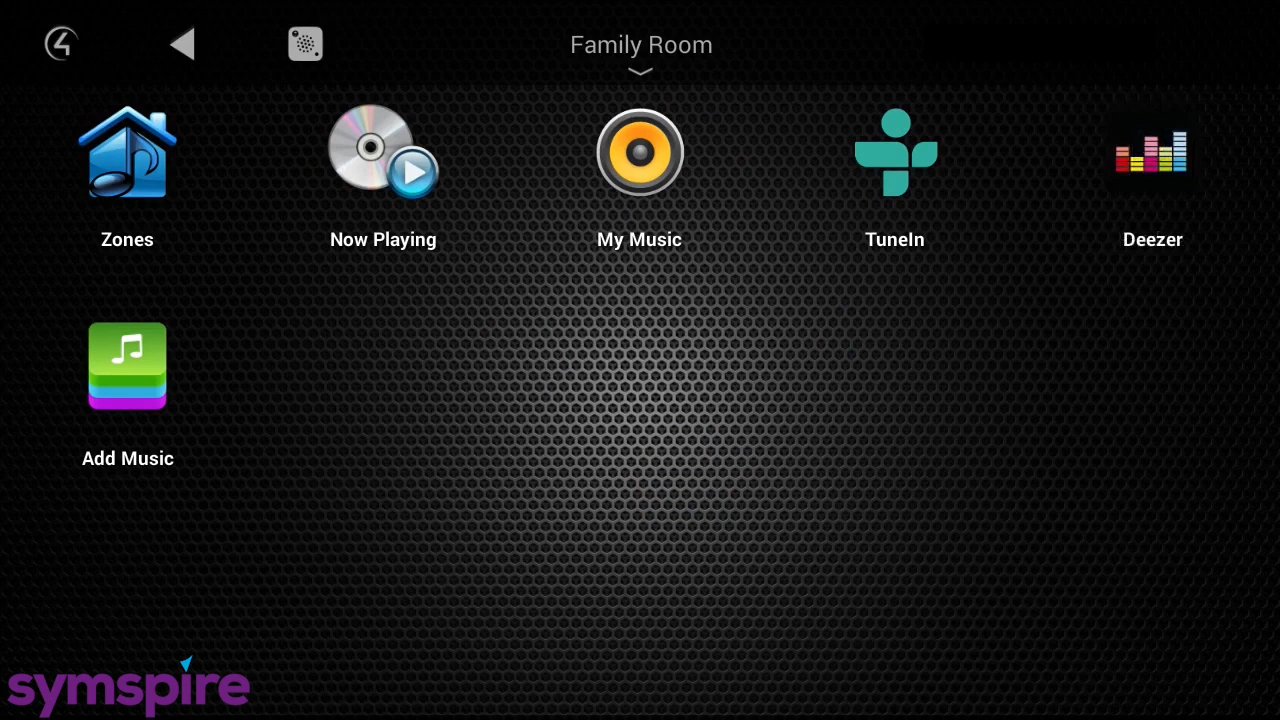 Family Room
Zones
Now Playing
My Music
TuneIn
Deezer
Add Music
symspire